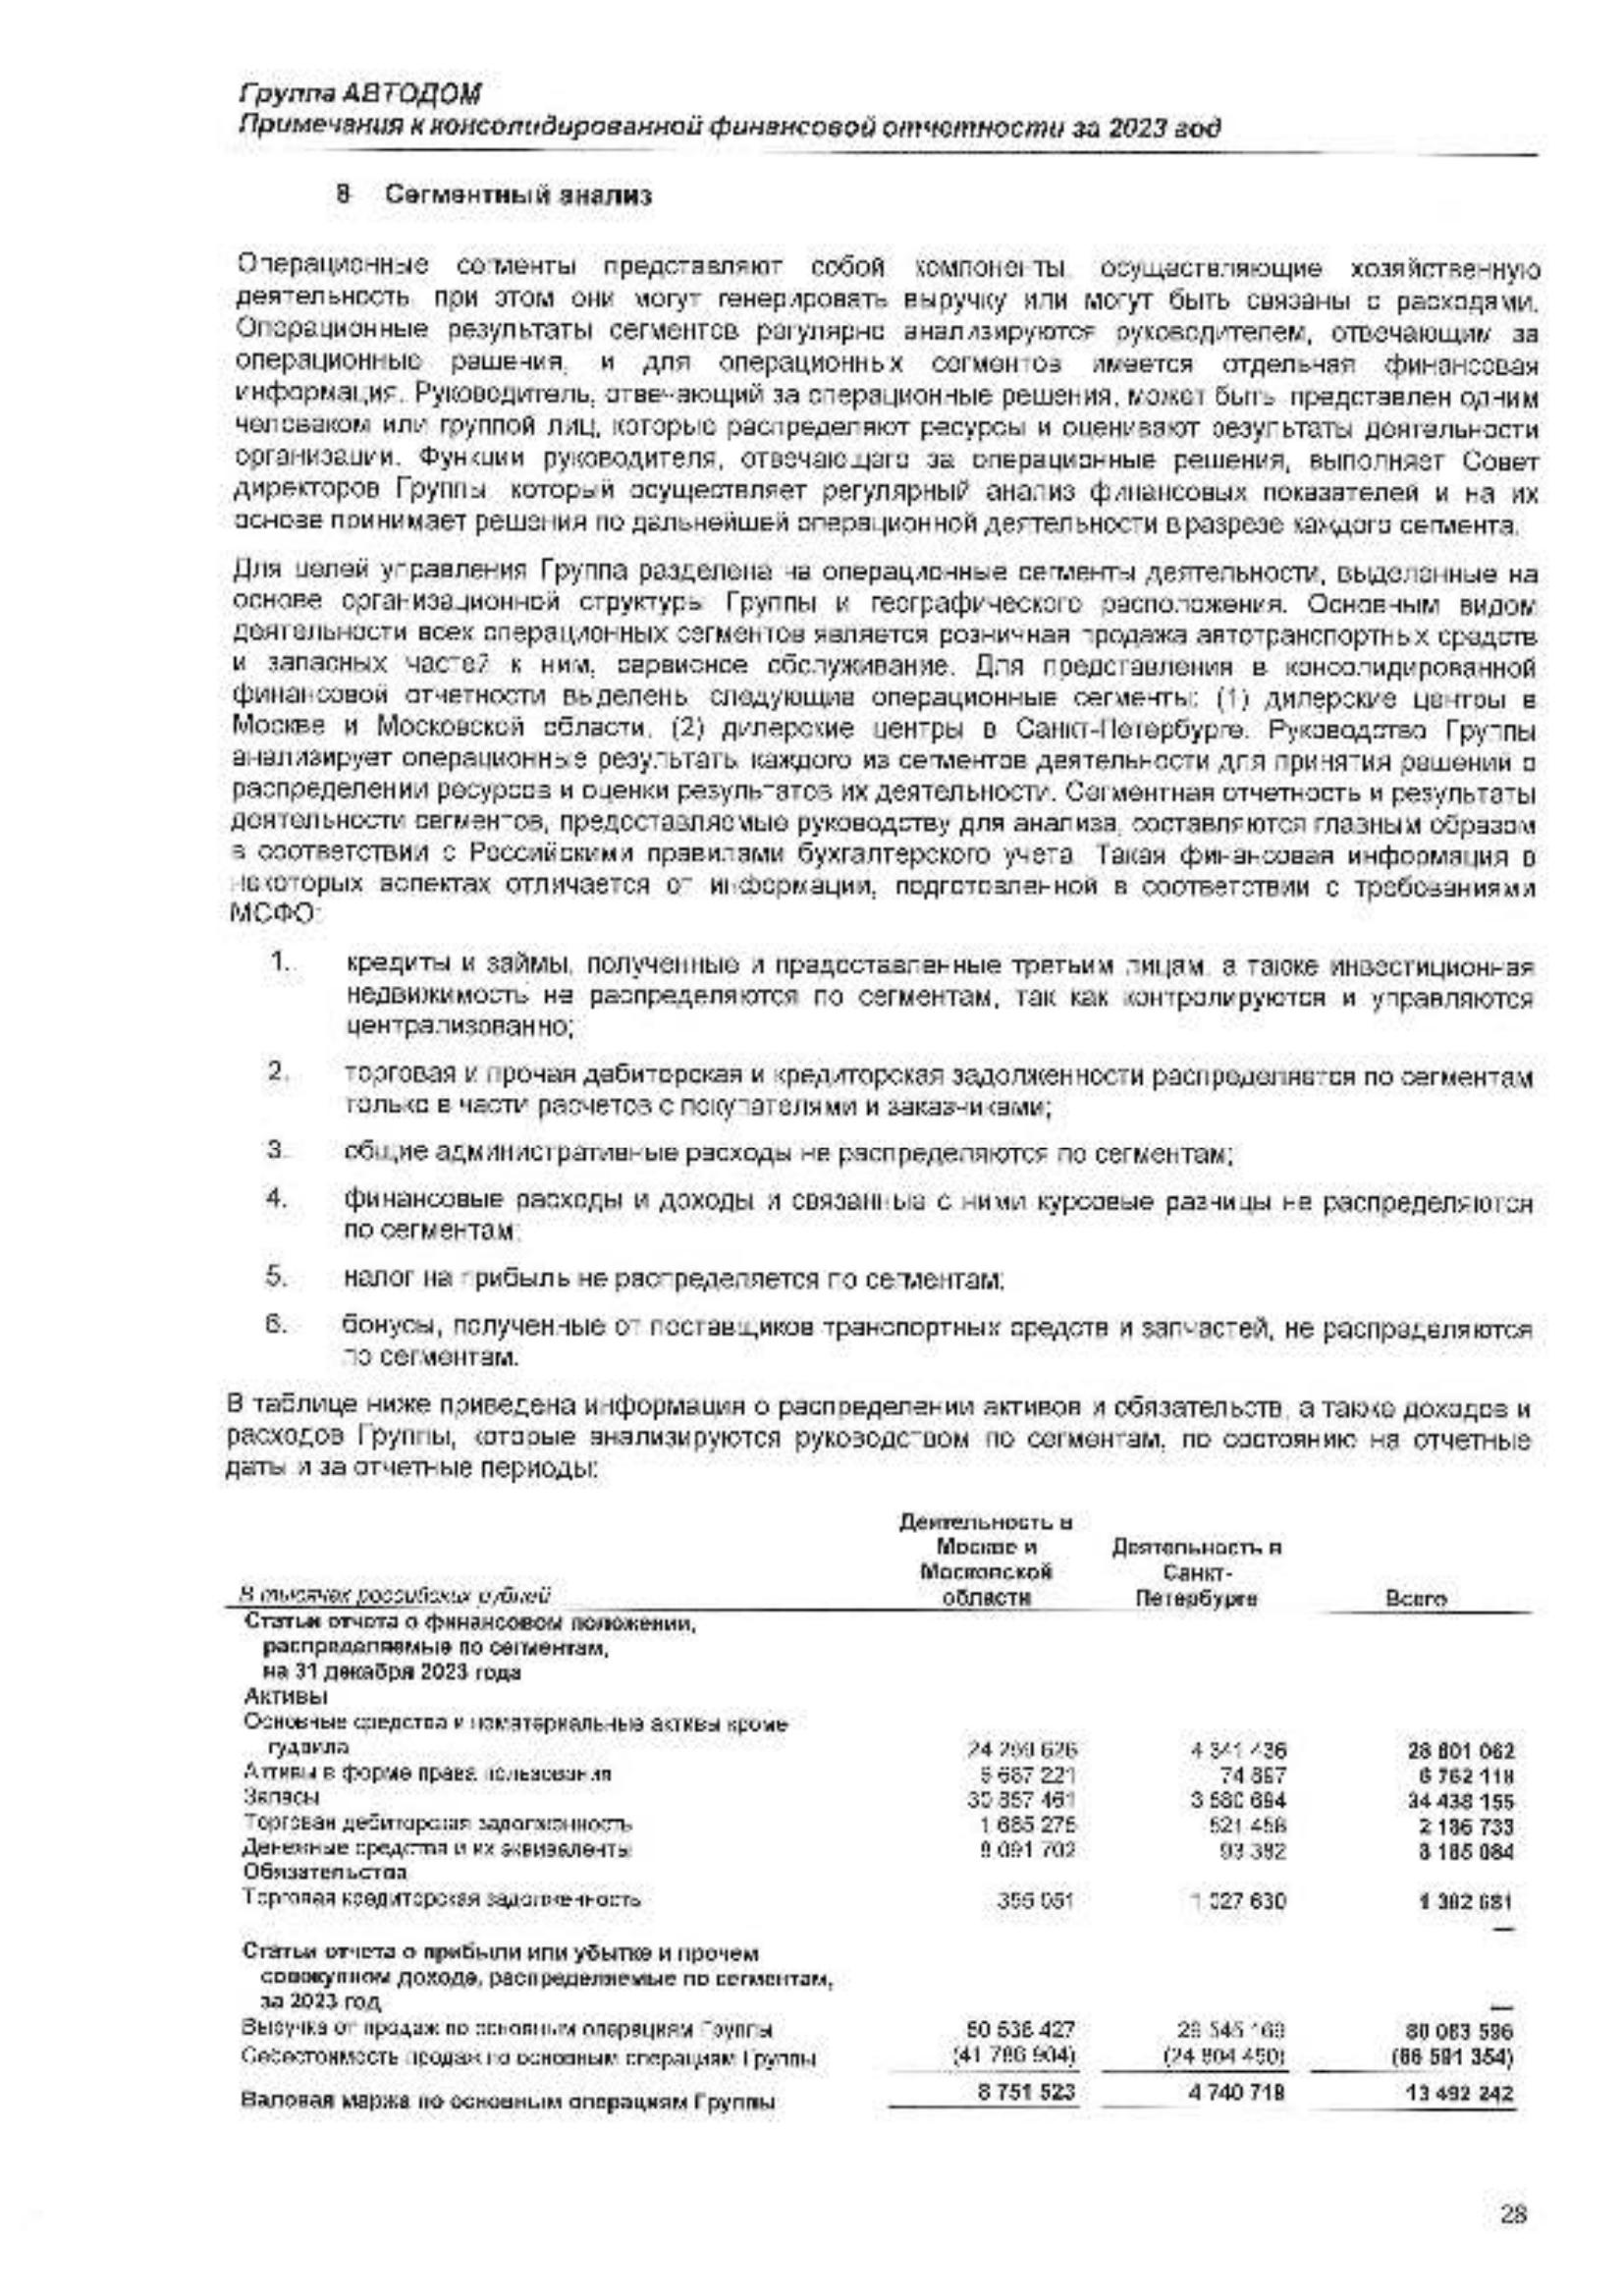 Группа АВТОДОМ
Примечания к консолидированной финансовой отчетности за 2023 год
8 Сегментный анализ
Операционные сегменты представляют собой компоненты, осуществляющие хозяйственную
деятельность, при этом они могут генерировать выручку или могут быть связаны с расходами.
Операционные результаты сегментов регулярно анализируются руководителем, отвечающим за
операционные решения, и для операционных сегментов имеется отдельная финансовая
информация. Руководитель, отвечающий за операционные решения, может быть представлен одним
человеком или группой лиц, которые распределяют ресурсы и оценивают результаты деятельности
организации. Функции руководителя, отвечающего за операционные решения, выполняет Совет
директоров Группы, который осуществляет регулярный анализ финансовых показателей и на их
основе принимает решения по дальнейшей операционной деятельности в разрезе каждого сегмента.
Для целей управления Группа разделена на операционные сегменты деятельности, выделенные на
основе организационной структуры Группы и географического расположения. Основным видом
деятельности всех операционных сегментов является розничная продажа автотранспортных средств
и запасных частей к ним, сервисное обслуживание. Для представления в консолидированной
финансовой отчетности выделены следующие операционные сегменты: (1) дилерские центры в
Москве и Московской области, (2) дилерские центры в Санкт-Петербурге. Руководство Группы
анализирует операционные результаты каждого из сегментов деятельности для принятия решений о
распределении ресурсов и оценки результатов их деятельности. Сегментная отчетность и результаты
деятельности сегментов, предоставляемые руководству для анализа, составляются главным образом
в соответствии с Российскими правилами бухгалтерского учета. Такая финансовая информация в
некоторых аспектах отличается от информации, подготовленной в соответствии с требованиями
МСФО:
1. кредиты и займы, полученные и предоставленные третьим лицам, а также инвестиционная
недвижимость не распределяются по сегментам, так как контролируются и управляются
централизованно;
2. торговая и прочая дебиторская и кредиторская задолженности распределяется по сегментам
только в части расчетов с покупателями и заказчиками;
3. общие административные расходы не распределяются по сегментам;
4. финансовые расходы и доходы и связанные с ними курсовые разницы не распределяются
по сегментам;
5. налог на прибыль не распределяется по сегментам;
6. бонусы, полученные от поставщиков транспортных средств и запчастей, не распределяются
по сегментам.
В таблице ниже приведена информация о распределении активов и обязательств, а также доходов и
расходов Группы, которые анализируются руководством по сегментам, по состоянию на отчетные
даты и за отчетные периоды:
В тысячах российских рублей Деятельность в Москве и Московской области Деятельность в Санкт-Петербурге Всего
Статьи отчета о финансовом положении,
распределяемые по сегментам,
на 31 декабря 2023 года
Активы
Основные средства и нематериальные активы кроме
гудвила 4 341 436
Активы в форме права пользования 6 687 221 74 897 6 762 118
Запасы 30 857 461 3 580 694 34 438 155
Торговая дебиторская задолженность 521 458 2 186 733
Денежные средства и их эквиваленты 93 382
Обязательства
Торговая кредиторская задолженность 355 051 1 027 630 1 382 681
Статьи отчета о прибыли или убытке и прочем
совокупном доходе, распределяемые по сегментам,
за 2023 год
Выручка от продаж по основным операциям Группы 50 538 427 29 545 169 80 083 596
Себестоимость продаж по основным операциям Группы (41 786 904) (24 804 450) (66 591 354)
Валовая маржа по основным операциям Группы 8 751 523 4 740 719 13 492 242
28